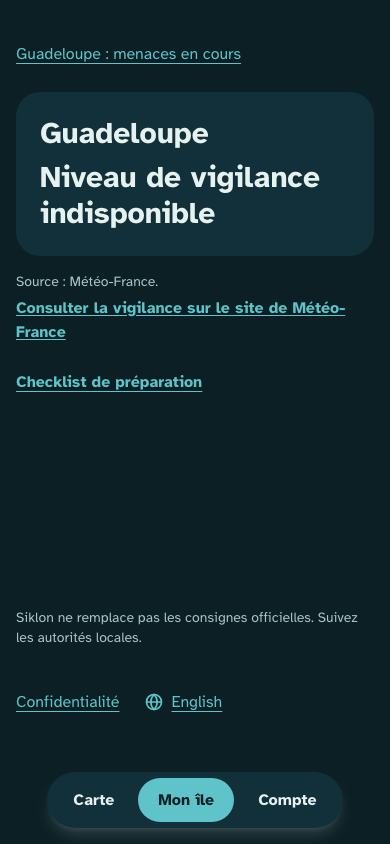 Guadeloupe : menaces en cours
Guadeloupe
Niveau de vigilance
indisponible
Source : Météo-France.
Consulter la vigilance sur le site de Météo-
France
Checklist de préparation
Siklon ne remplace pas les consignes officielles. Suivez
les autorités locales.
Confidentialité English
Carte Mon île Compte